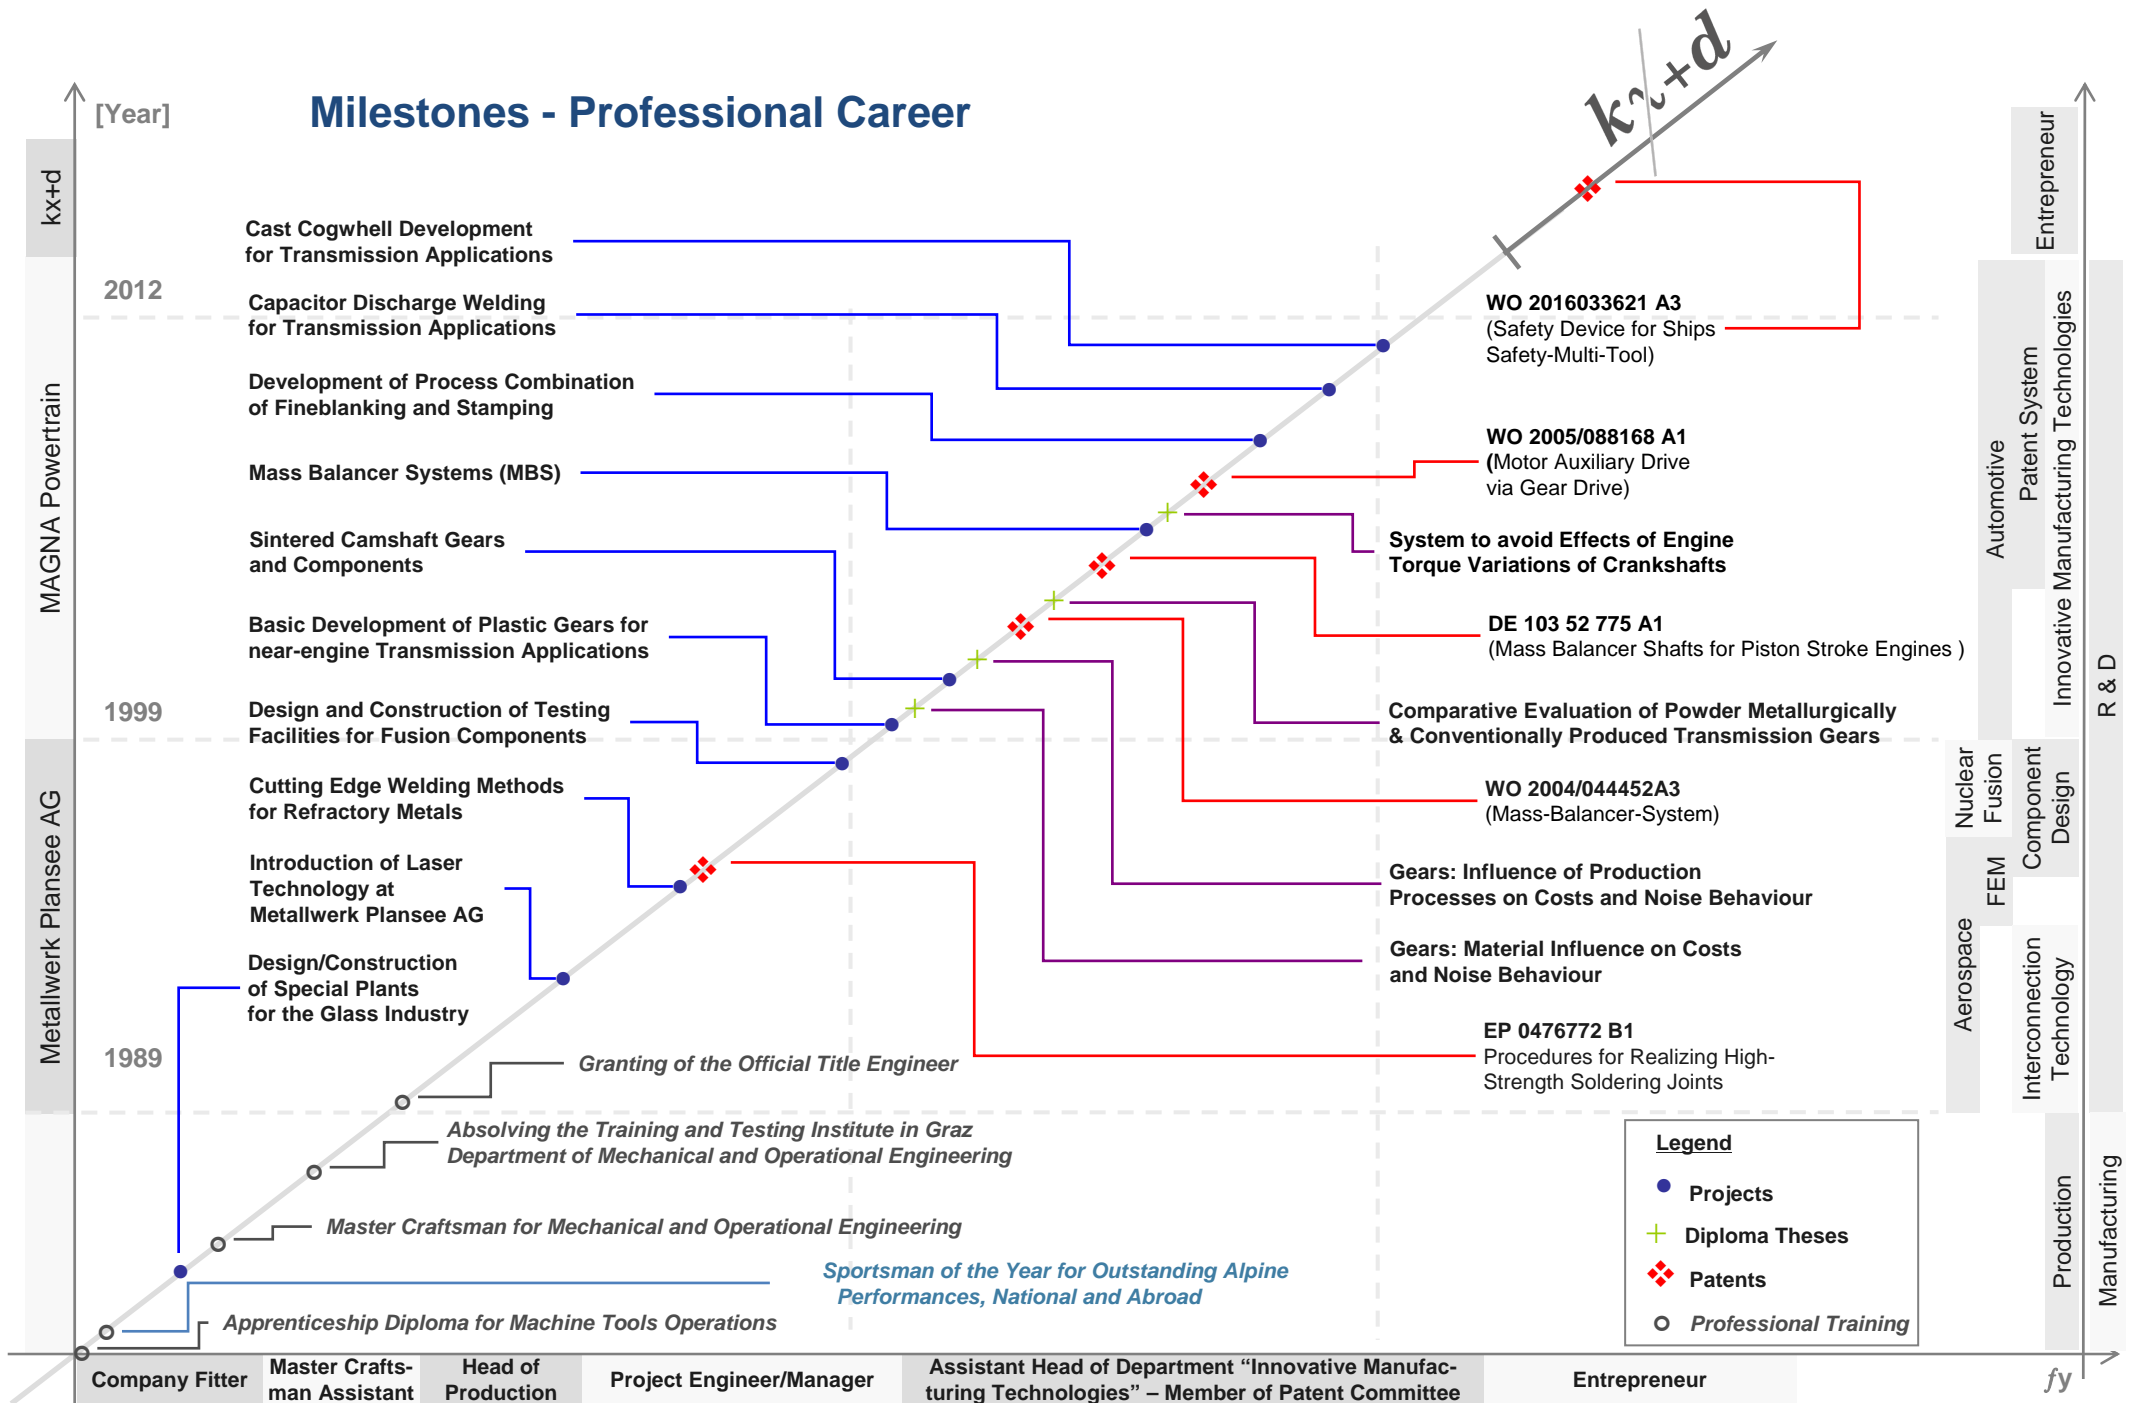 kx+d
[Year]
Milestones - Professional Career
kx+d
Entrepreneur
Cast Cogwhell Development
for Transmission Applications
2012
Capacitor Discharge Welding
for Transmission Applications
WO 2016033621 A3
(Safety Device for Ships
Safety-Multi-Tool)
Development of Process Combination
of Fineblanking and Stamping
MAGNA Powertrain
WO 2005/088168 A1
(Motor Auxiliary Drive
via Gear Drive)
Automotive
Patent System
Innovative Manufacturing Technologies
Mass Balancer Systems (MBS)
Sintered Camshaft Gears
and Components
System to avoid Effects of Engine
Torque Variations of Crankshafts
Basic Development of Plastic Gears for
near-engine Transmission Applications
DE 103 52 775 A1
(Mass Balancer Shafts for Piston Stroke Engines )
R & D
1999
Design and Construction of Testing
Facilities for Fusion Components
Comparative Evaluation of Powder Metallurgically
& Conventionally Produced Transmission Gears
Cutting Edge Welding Methods
for Refractory Metals
WO 2004/044452A3
(Mass-Balancer-System)
Nuclear
Fusion
Component
Design
Metallwerk Plansee AG
Introduction of Laser
Technology at
Metallwerk Plansee AG
Gears: Influence of Production
Processes on Costs and Noise Behaviour
FEM
Design/Construction
of Special Plants
for the Glass Industry
Gears: Material Influence on Costs
and Noise Behaviour
Aerospace
Interconnection
Technology
1989
EP 0476772 B1
Procedures for Realizing High-
Strength Soldering Joints
Granting of the Official Title Engineer
Absolving the Training and Testing Institute in Graz
Department of Mechanical and Operational Engineering
Master Craftsman for Mechanical and Operational Engineering
Sportsman of the Year for Outstanding Alpine
Performances, National and Abroad
Apprenticeship Diploma for Machine Tools Operations
Legend
Projects
Diploma Theses
Patents
Professional Training
Production
Manufacturing
Company Fitter
Master Crafts-
man Assistant
Head of
Production
Project Engineer/Manager
Assistant Head of Department “Innovative Manufac-
turing Technologies” – Member of Patent Committee
Entrepreneur
fy